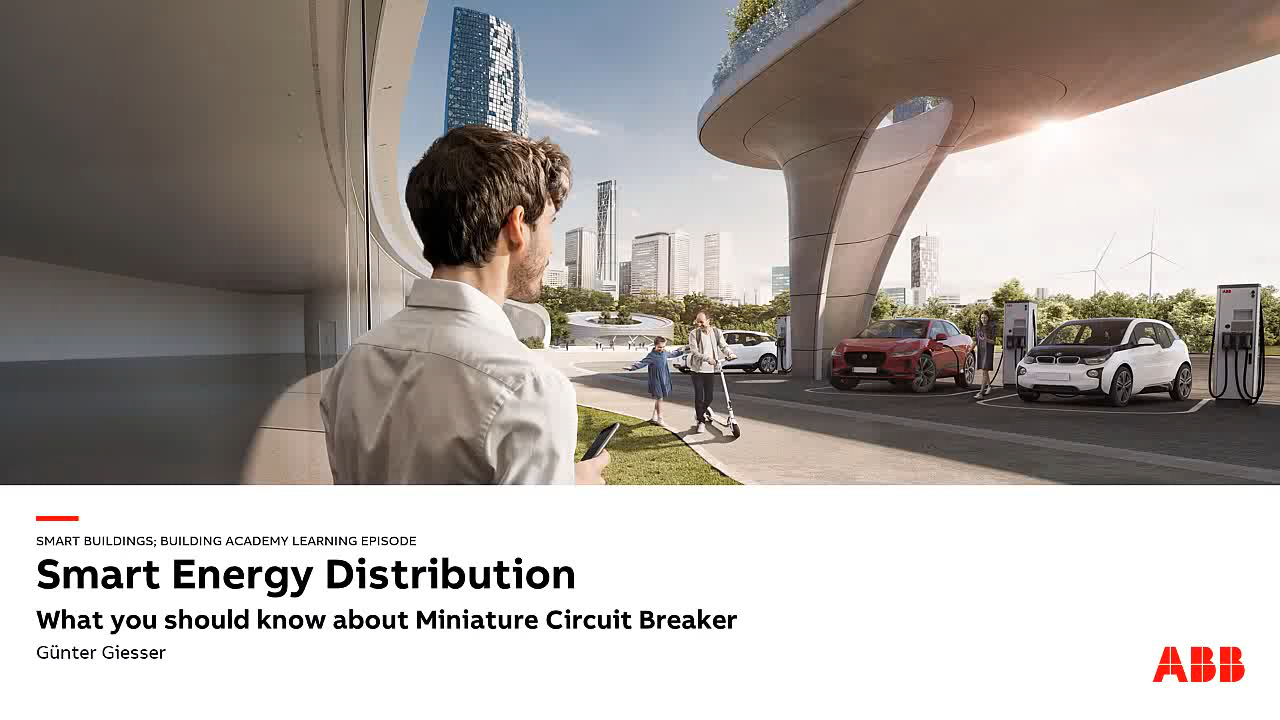 SMART BUILDINGS; BUILDING ACADEMY LEARNING EPISODE
Smart Energy Distribution
What you should know about Miniature Circuit Breaker
Günter Giesser
ABB